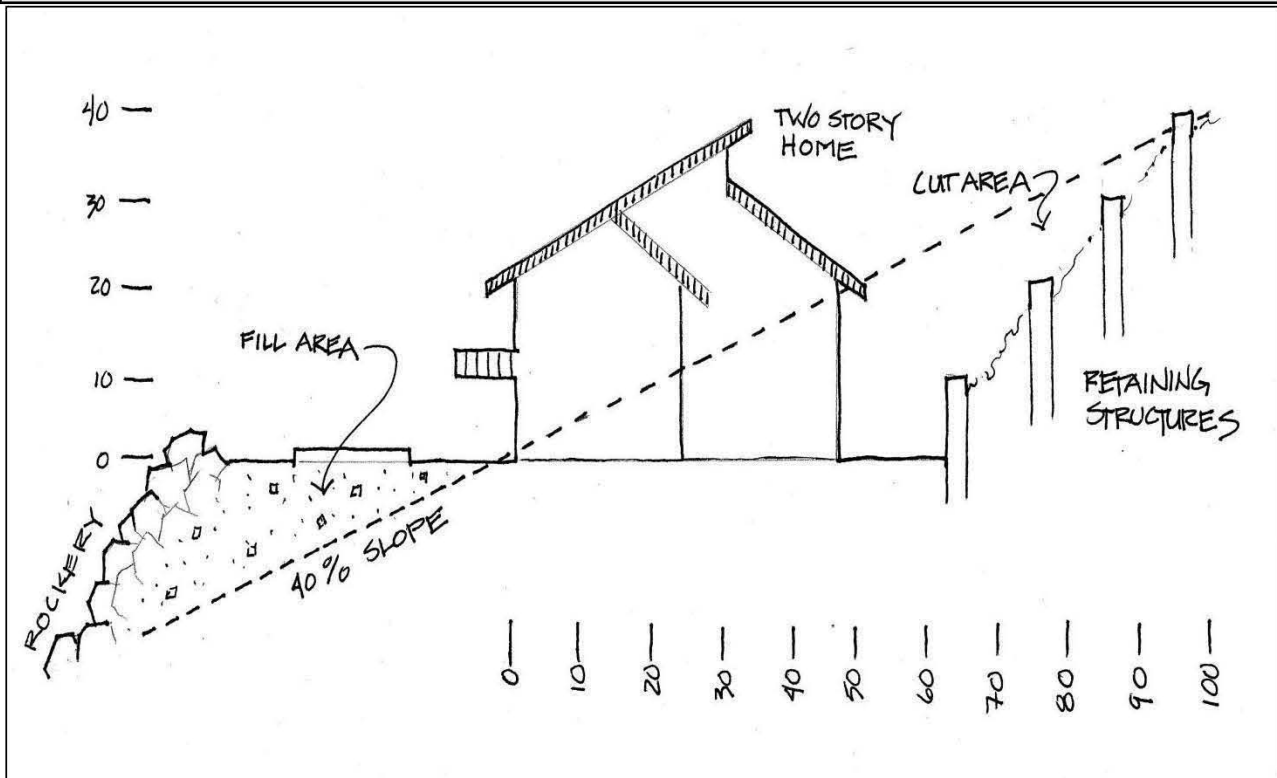 40
30
20
10
0
TWO STORY
HOME
CUT AREA
FILL AREA
RETAINING
STRUCTURES
ROCKERY
40% SLOPE
0
10
20
30
40
50
60
70
80
90
100